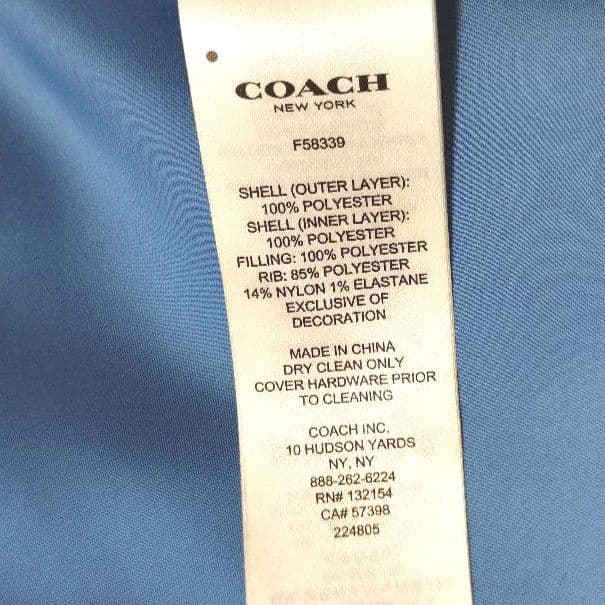 COACH
NEW YORK
F58339
SHELL (OUTER LAYER):
100% POLYESTER
SHELL (INNER LAYER):
100% POLYESTER
FILLING: 100% POLYESTER
RIB: 85% POLYESTER
14% NYLON 1% ELASTANE
EXCLUSIVE OF
DECORATION
MADE IN CHINA
DRY CLEAN ONLY
COVER HARDWARE PRIOR
TO CLEANING
COACH INC.
10 HUDSON YARDS
NY, NY
888-262-6224
RN# 132154
CA# 57398
224805